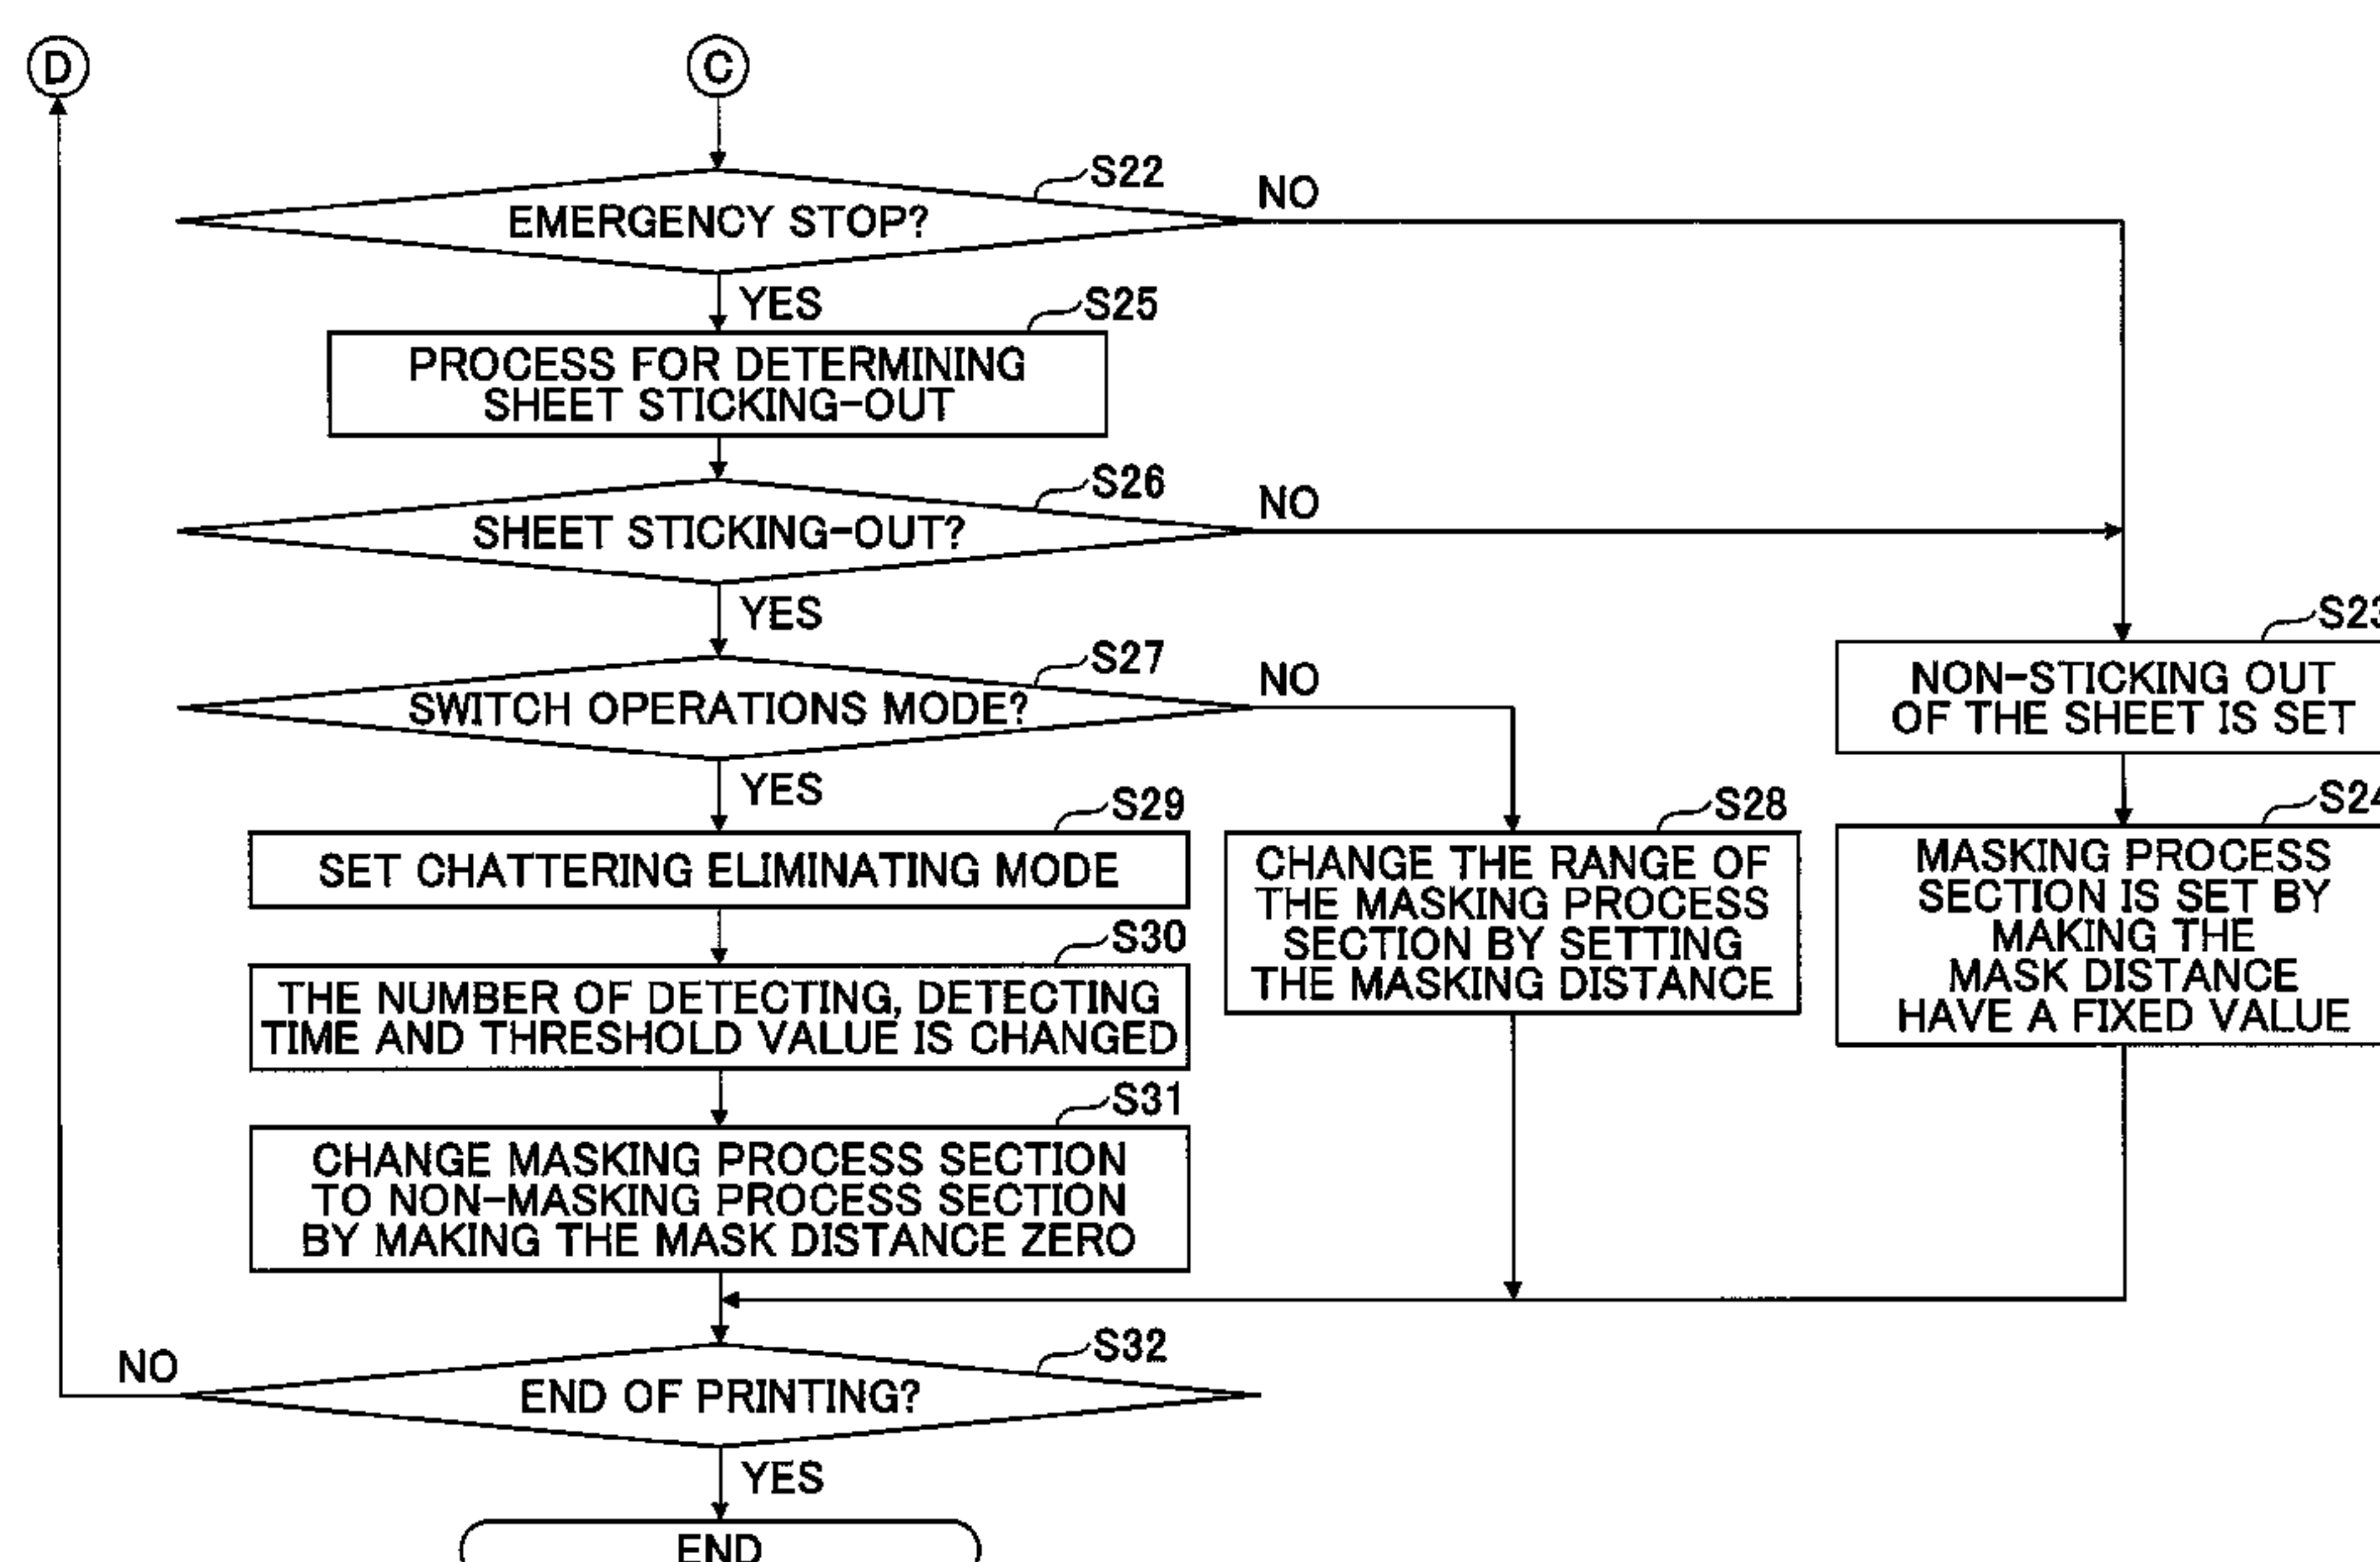 D
C
S22
EMERGENCY STOP?
NO
YES
S25
PROCESS FOR DETERMINING
SHEET STICKING-OUT
S26
SHEET STICKING-OUT?
NO
YES
S27
SWITCH OPERATIONS MODE?
NO
YES
S23
NON-STICKING OUT
OF THE SHEET IS SET
S29
SET CHATTERING ELIMINATING MODE
S28
CHANGE THE RANGE OF
THE MASKING PROCESS
SECTION BY SETTING
THE MASKING DISTANCE
S24
MASKING PROCESS
SECTION IS SET BY
MAKING THE
MASK DISTANCE
HAVE A FIXED VALUE
S30
THE NUMBER OF DETECTING, DETECTING
TIME AND THRESHOLD VALUE IS CHANGED
S31
CHANGE MASKING PROCESS SECTION
TO NON-MASKING PROCESS SECTION
BY MAKING THE MASK DISTANCE ZERO
S32
END OF PRINTING?
NO
YES
END